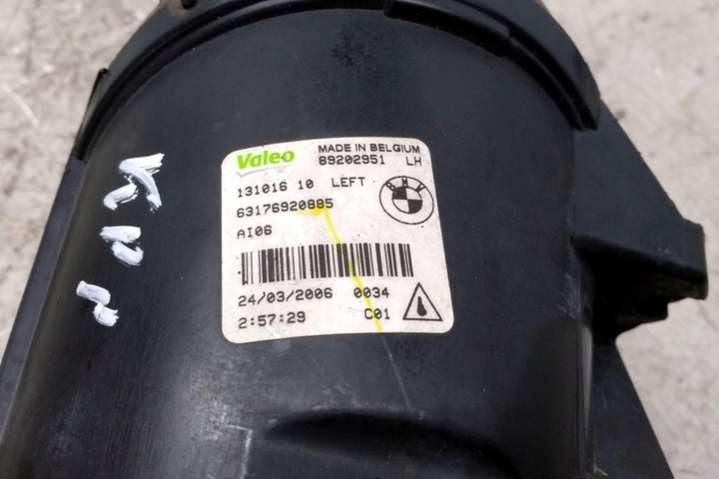 Valeo MADE IN BELGIUM
89202951 LH
131016 10 LEFT
63176920885
BMW
AI06
24/03/2006 0034
2:57:29 C01